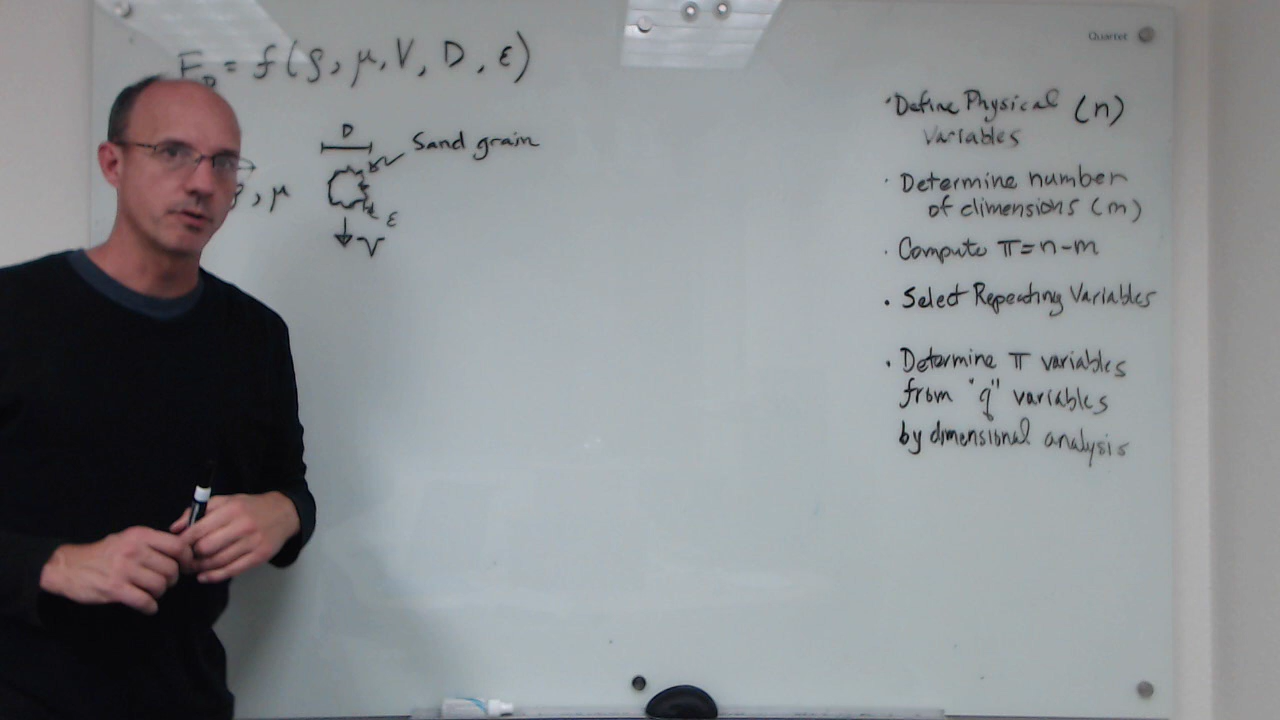 F_D = f(ρ, μ, V, D, ε)
D
Sand grain
ρ, μ
ε
V
Quartet
· Define Physical (n)
variables
· Determine number
of dimensions (m)
· Compute π = n-m
· Select Repeating Variables
· Determine π variables
from "q" variables
by dimensional analysis